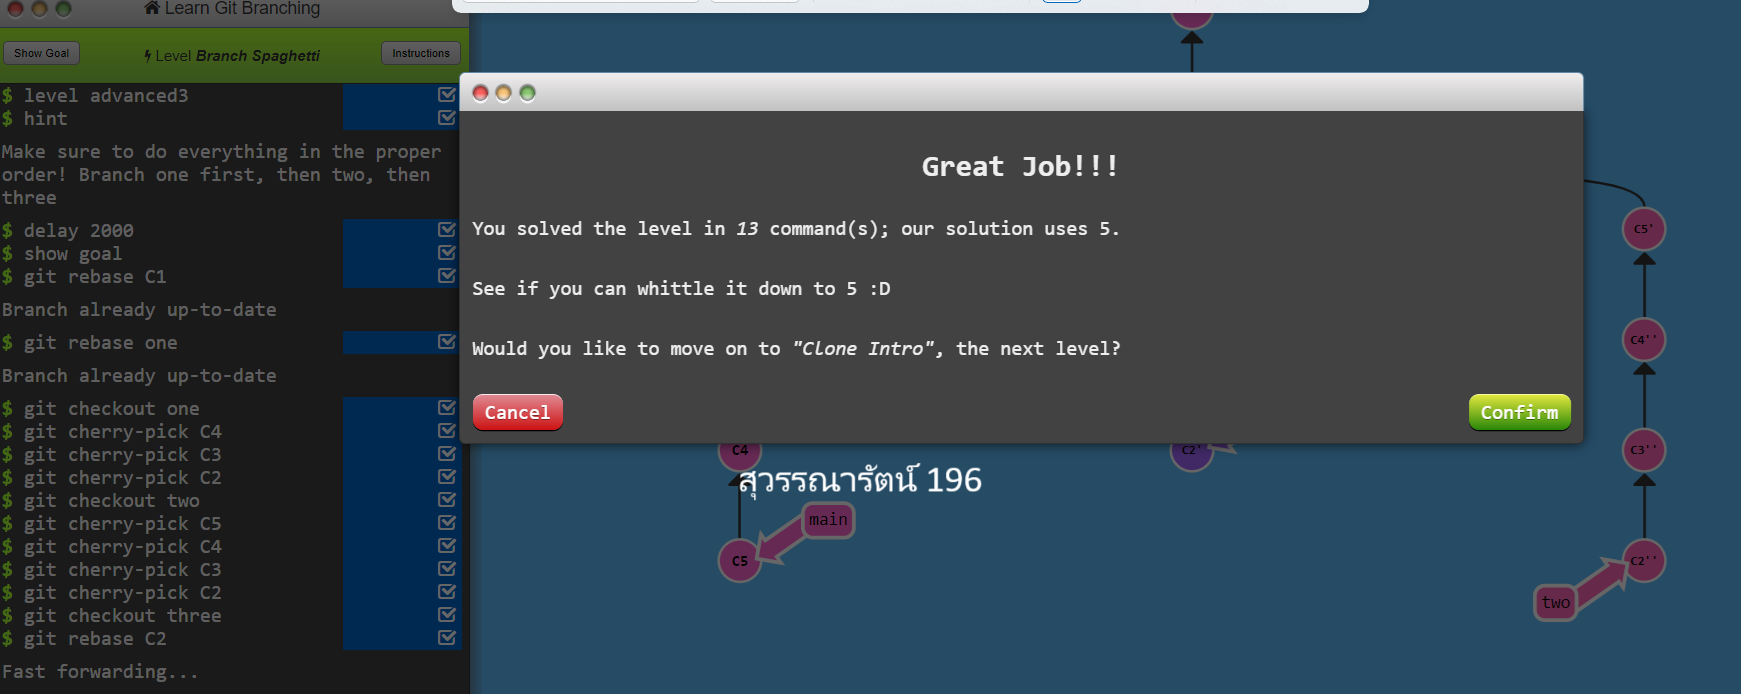 Learn Git Branching
Show Goal
Level Branch Spaghetti
Instructions
$ level advanced3
$ hint
Make sure to do everything in the proper
order! Branch one first, then two, then
three
$ delay 2000
$ show goal
$ git rebase C1
Branch already up-to-date
$ git rebase one
Branch already up-to-date
$ git checkout one
$ git cherry-pick C4
$ git cherry-pick C3
$ git cherry-pick C2
$ git checkout two
$ git cherry-pick C5
$ git cherry-pick C4
$ git cherry-pick C3
$ git cherry-pick C2
$ git checkout three
$ git rebase C2
Fast forwarding...
Great Job!!!
You solved the level in 13 command(s); our solution uses 5.
See if you can whittle it down to 5 :D
Would you like to move on to "Clone Intro", the next level?
Cancel
Confirm
C4
สุวรรณารัตน์ 196
main
C5
C2'
C5'
C4''
C3''
C2''
two